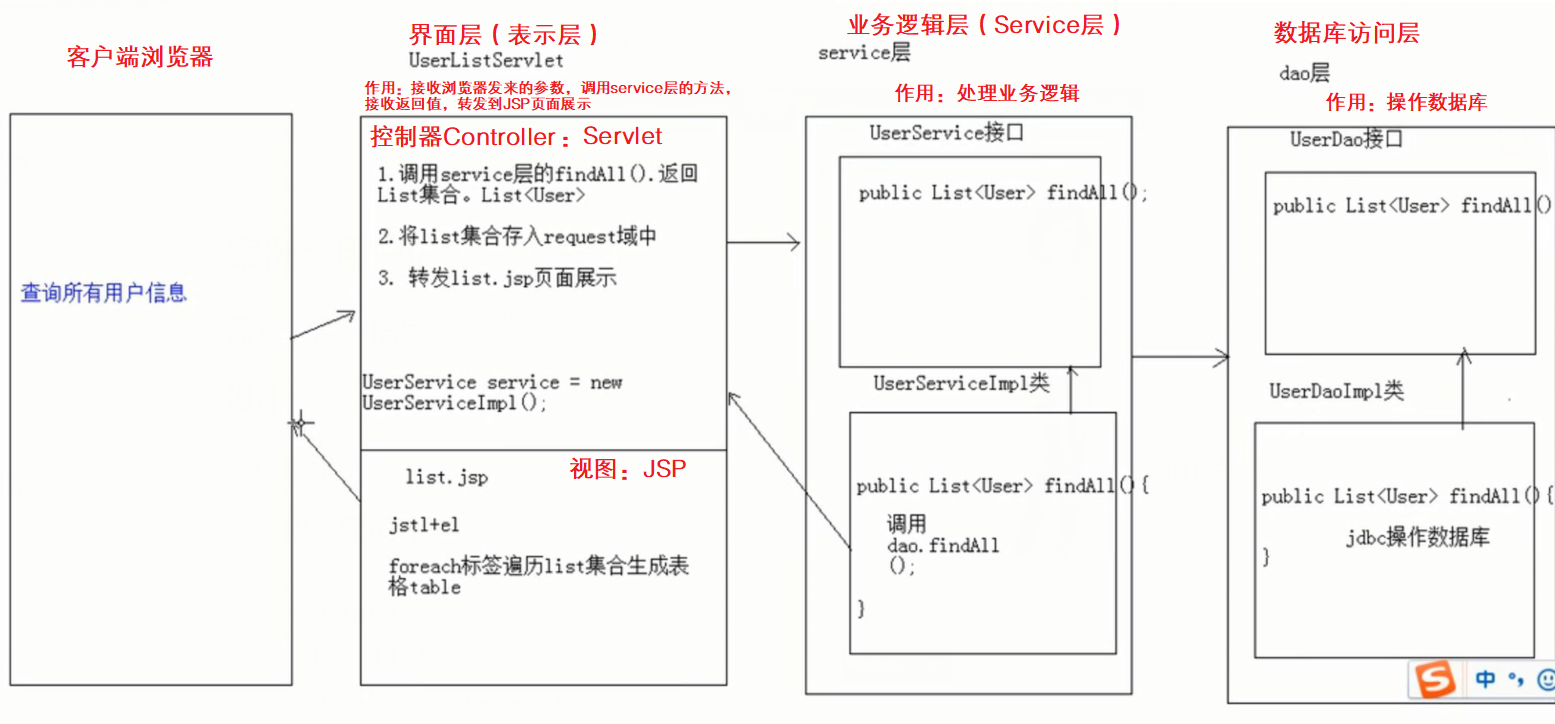 客户端浏览器
查询所有用户信息
界面层（表示层）
UserListServlet
作用：接收浏览器发来的参数，调用service层的方法，
接收返回值，转发到JSP页面展示
控制器Controller：Servlet
1.调用service层的findAll().返回
List集合。List<User>
2.将list集合存入request域中
3. 转发list.jsp页面展示
UserService service = new
UserServiceImpl();
视图：JSP
list.jsp
jstl+el
foreach标签遍历list集合生成表
格table
业务逻辑层（Service层）
service层
作用：处理业务逻辑
UserService接口
public List<User> findAll();
UserServiceImpl类
public List<User> findAll(){
调用
dao.findAll
();
}
数据库访问层
dao层
作用：操作数据库
UserDao接口
public List<User> findAll()
UserDaoImpl类
public List<User> findAll(){
jdbc操作数据库
}
S 中 °,